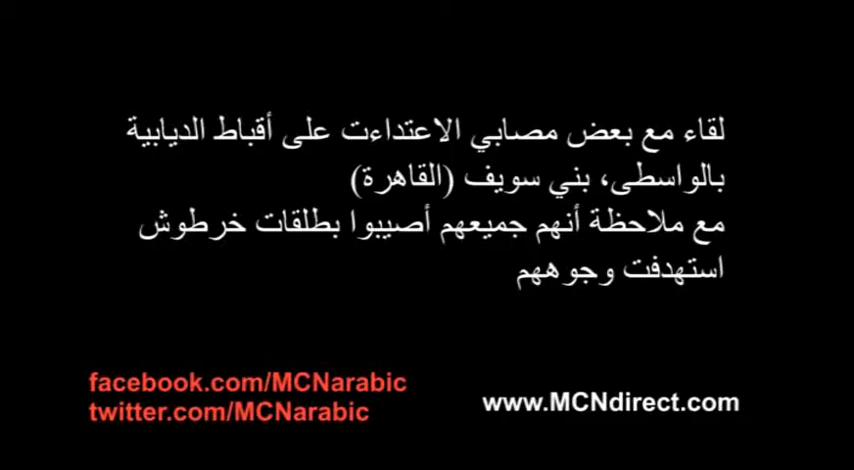 لقاء مع بعض مصابي الاعتداءت على أقباط الديابية
بالواسطى، بني سويف (القاهرة)
مع ملاحظة أنهم جميعهم أصيبوا بطلقات خرطوش
استهدفت وجوههم
facebook.com/MCNarabic
twitter.com/MCNarabic
www.MCNdirect.com